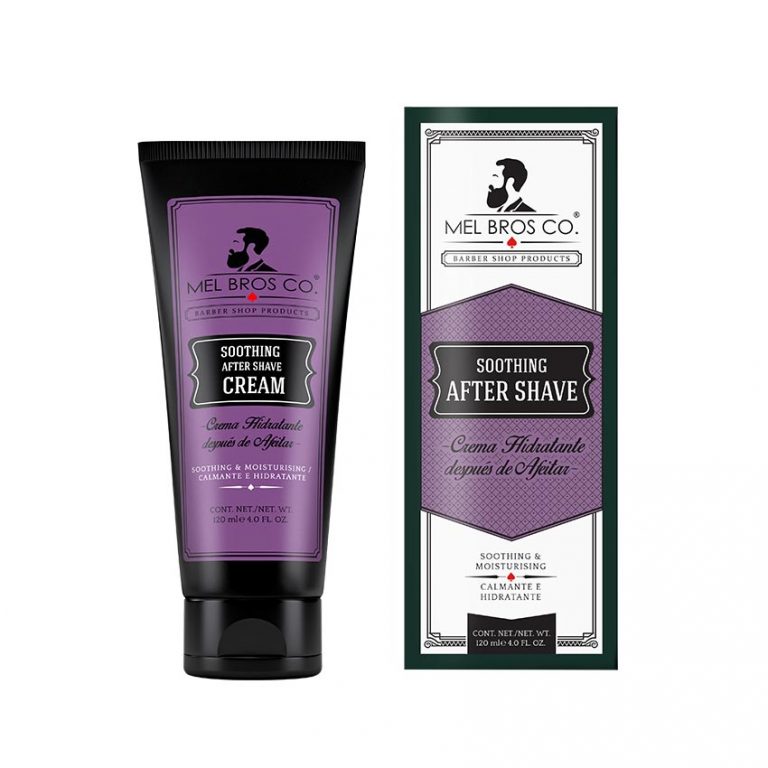 MEL BROS CO.®
BARBER SHOP PRODUCTS
SOOTHING
AFTER SHAVE
CREAM
-Crema Hidratante
después de Afeitar-
SOOTHING & MOISTURISING /
CALMANTE E HIDRATANTE
CONT. NET./NET. WT.
120 ml℮ 4.0 FL. OZ.
MEL BROS CO.®
BARBER SHOP PRODUCTS
SOOTHING
AFTER SHAVE
-Crema Hidratante
después de Afeitar-
SOOTHING &
MOISTURISING
CALMANTE E
HIDRATANTE
CONT. NET./NET. WT.
120 ml℮ 4.0 FL. OZ.